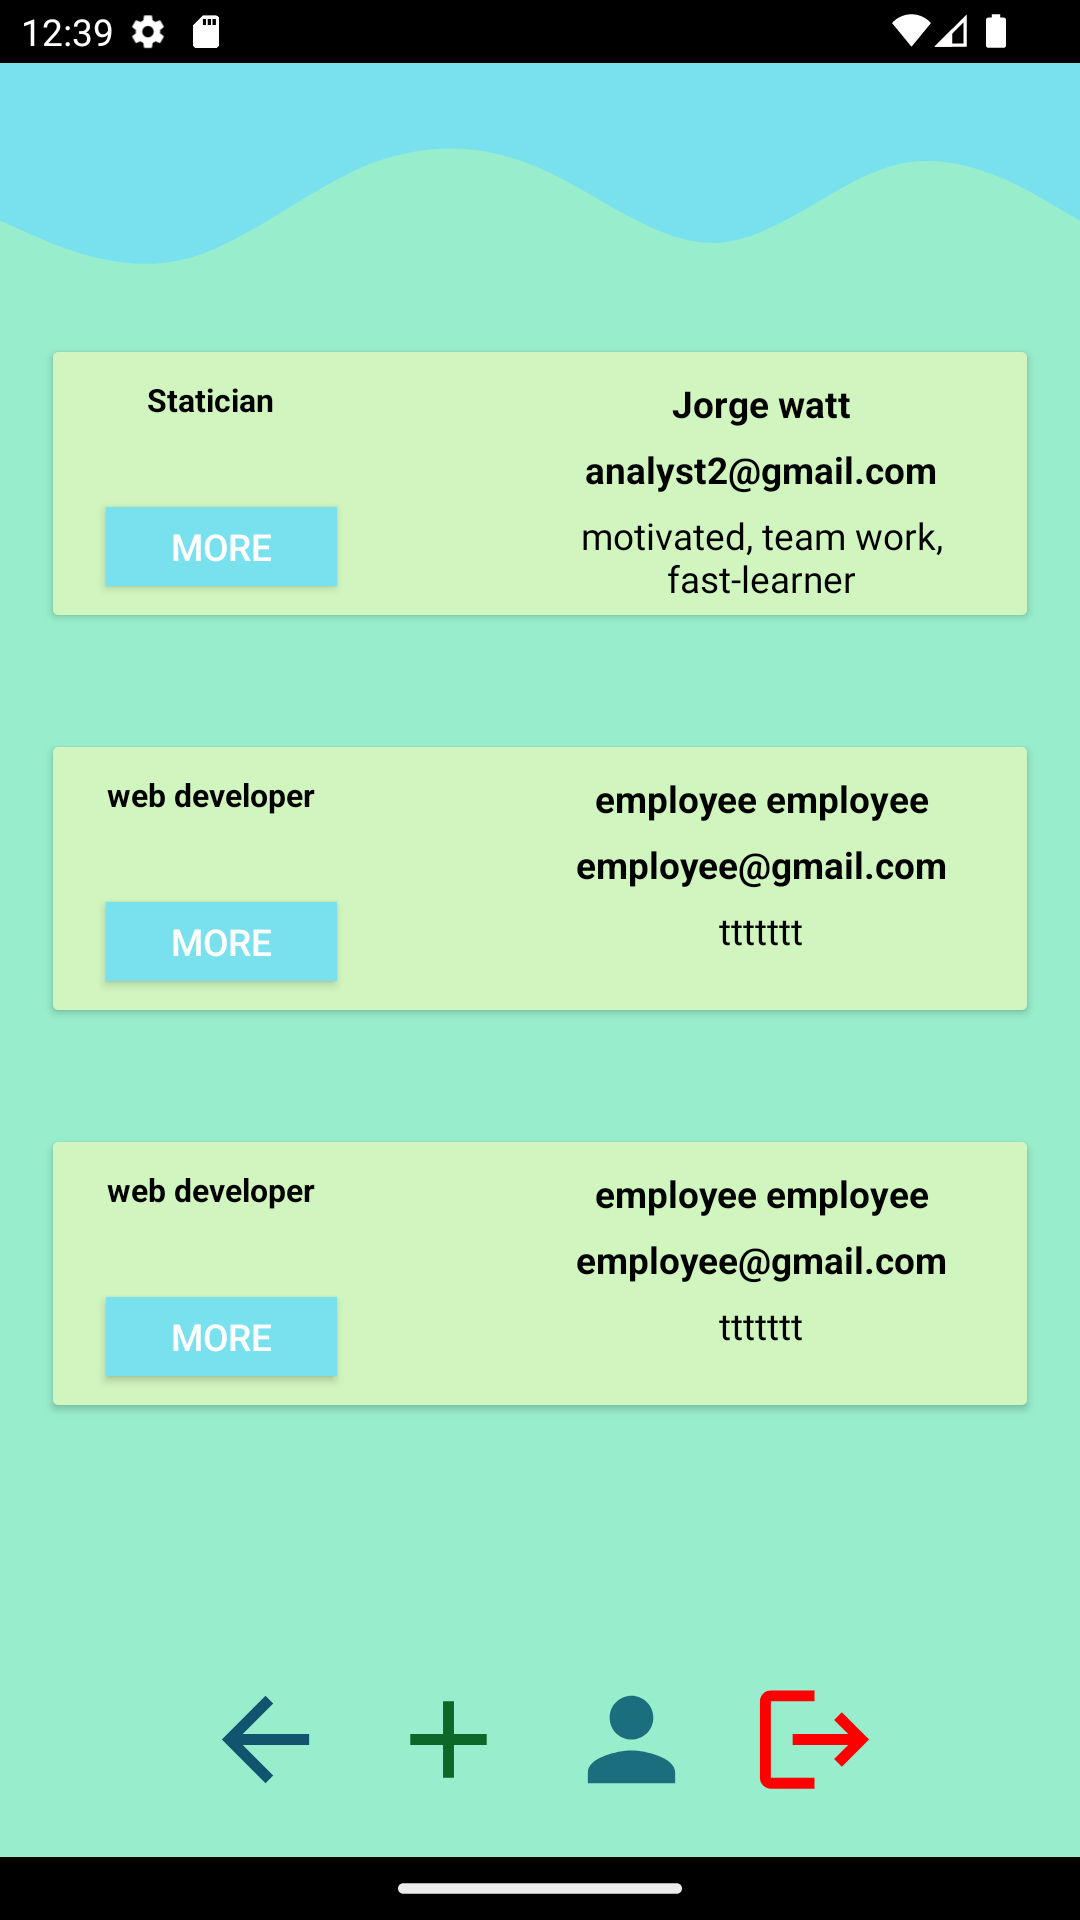 12:39
Statician
Jorge watt
analyst2@gmail.com
MORE
motivated, team work,
fast-learner
web developer
employee employee
employee@gmail.com
MORE
ttttttt
web developer
employee employee
employee@gmail.com
MORE
ttttttt